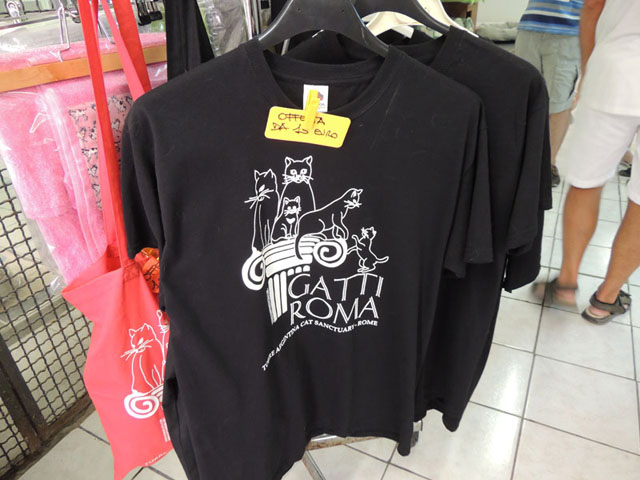 OFFERTA
DA 10 EURO
GATTI
ROMA
TORRE ARGENTINA CAT SANCTUARY - ROME